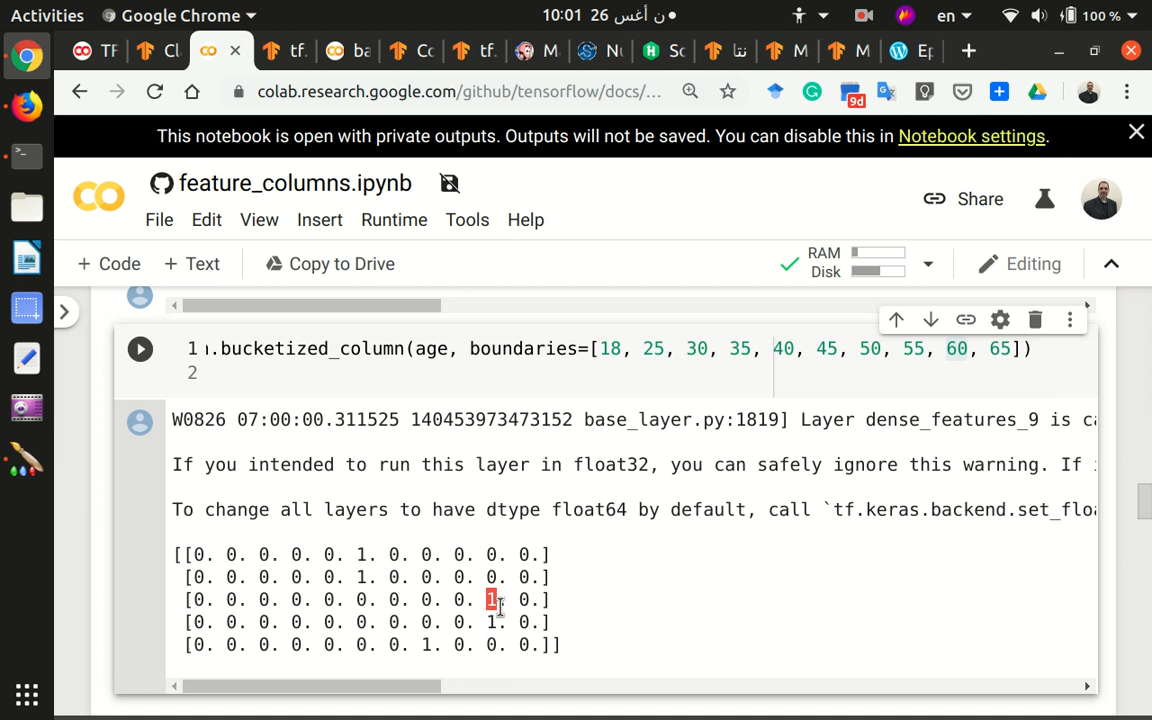 Activities Google Chrome ن أغس 26 10:01 en 100 %
TF Cl tf. ba Co tf. M Nu Sc نتا M M Ep
colab.research.google.com/github/tensorflow/docs/... 9d
This notebook is open with private outputs. Outputs will not be saved. You can disable this in Notebook settings.
feature_columns.ipynb
Share
File Edit View Insert Runtime Tools Help
+ Code + Text Copy to Drive RAM Disk Editing
1 ı.bucketized_column(age, boundaries=[18, 25, 30, 35, 40, 45, 50, 55, 60, 65])
2
W0826 07:00:00.311525 140453973473152 base_layer.py:1819] Layer dense_features_9 is ca
If you intended to run this layer in float32, you can safely ignore this warning. If
To change all layers to have dtype float64 by default, call `tf.keras.backend.set_floa
[[0. 0. 0. 0. 0. 1. 0. 0. 0. 0. 0.]
[0. 0. 0. 0. 0. 1. 0. 0. 0. 0. 0.]
[0. 0. 0. 0. 0. 0. 0. 0. 0. 1. 0.]
[0. 0. 0. 0. 0. 0. 0. 0. 0. 1. 0.]
[0. 0. 0. 0. 0. 0. 0. 1. 0. 0. 0.]]